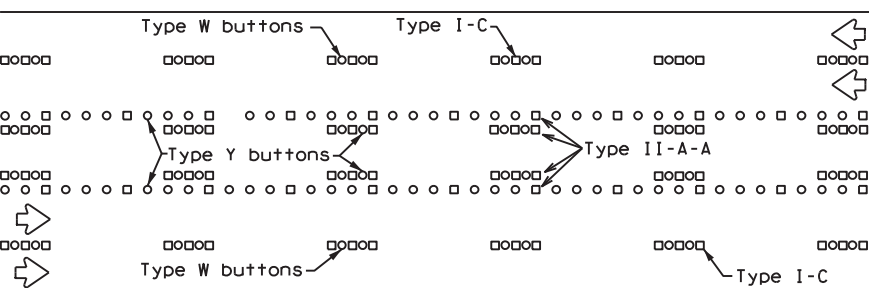 Type W buttons
Type I-C
Type Y buttons
Type II-A-A
Type W buttons
Type I-C